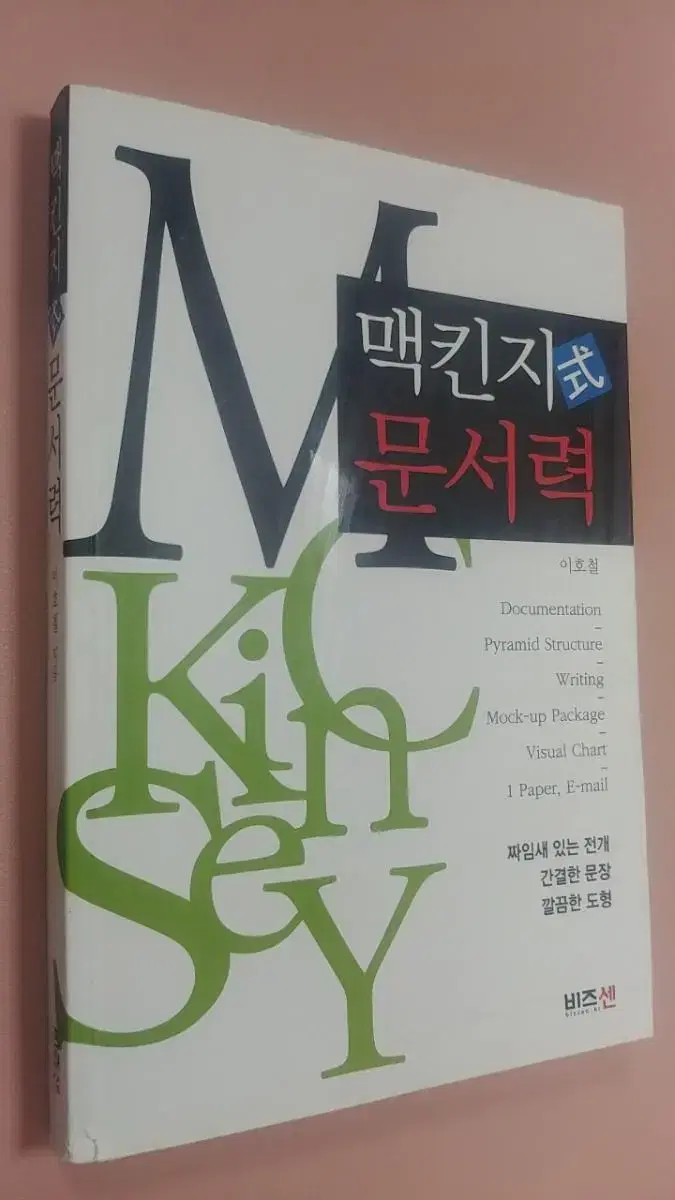 맥킨지 式 문서력
맥킨지 式
문서력
이호철
McKinSeY
Documentation
–
Pyramid Structure
–
Writing
–
Mock-up Package
–
Visual Chart
–
1 Paper, E-mail
짜임새 있는 전개
간결한 문장
깔끔한 도형
비즈센